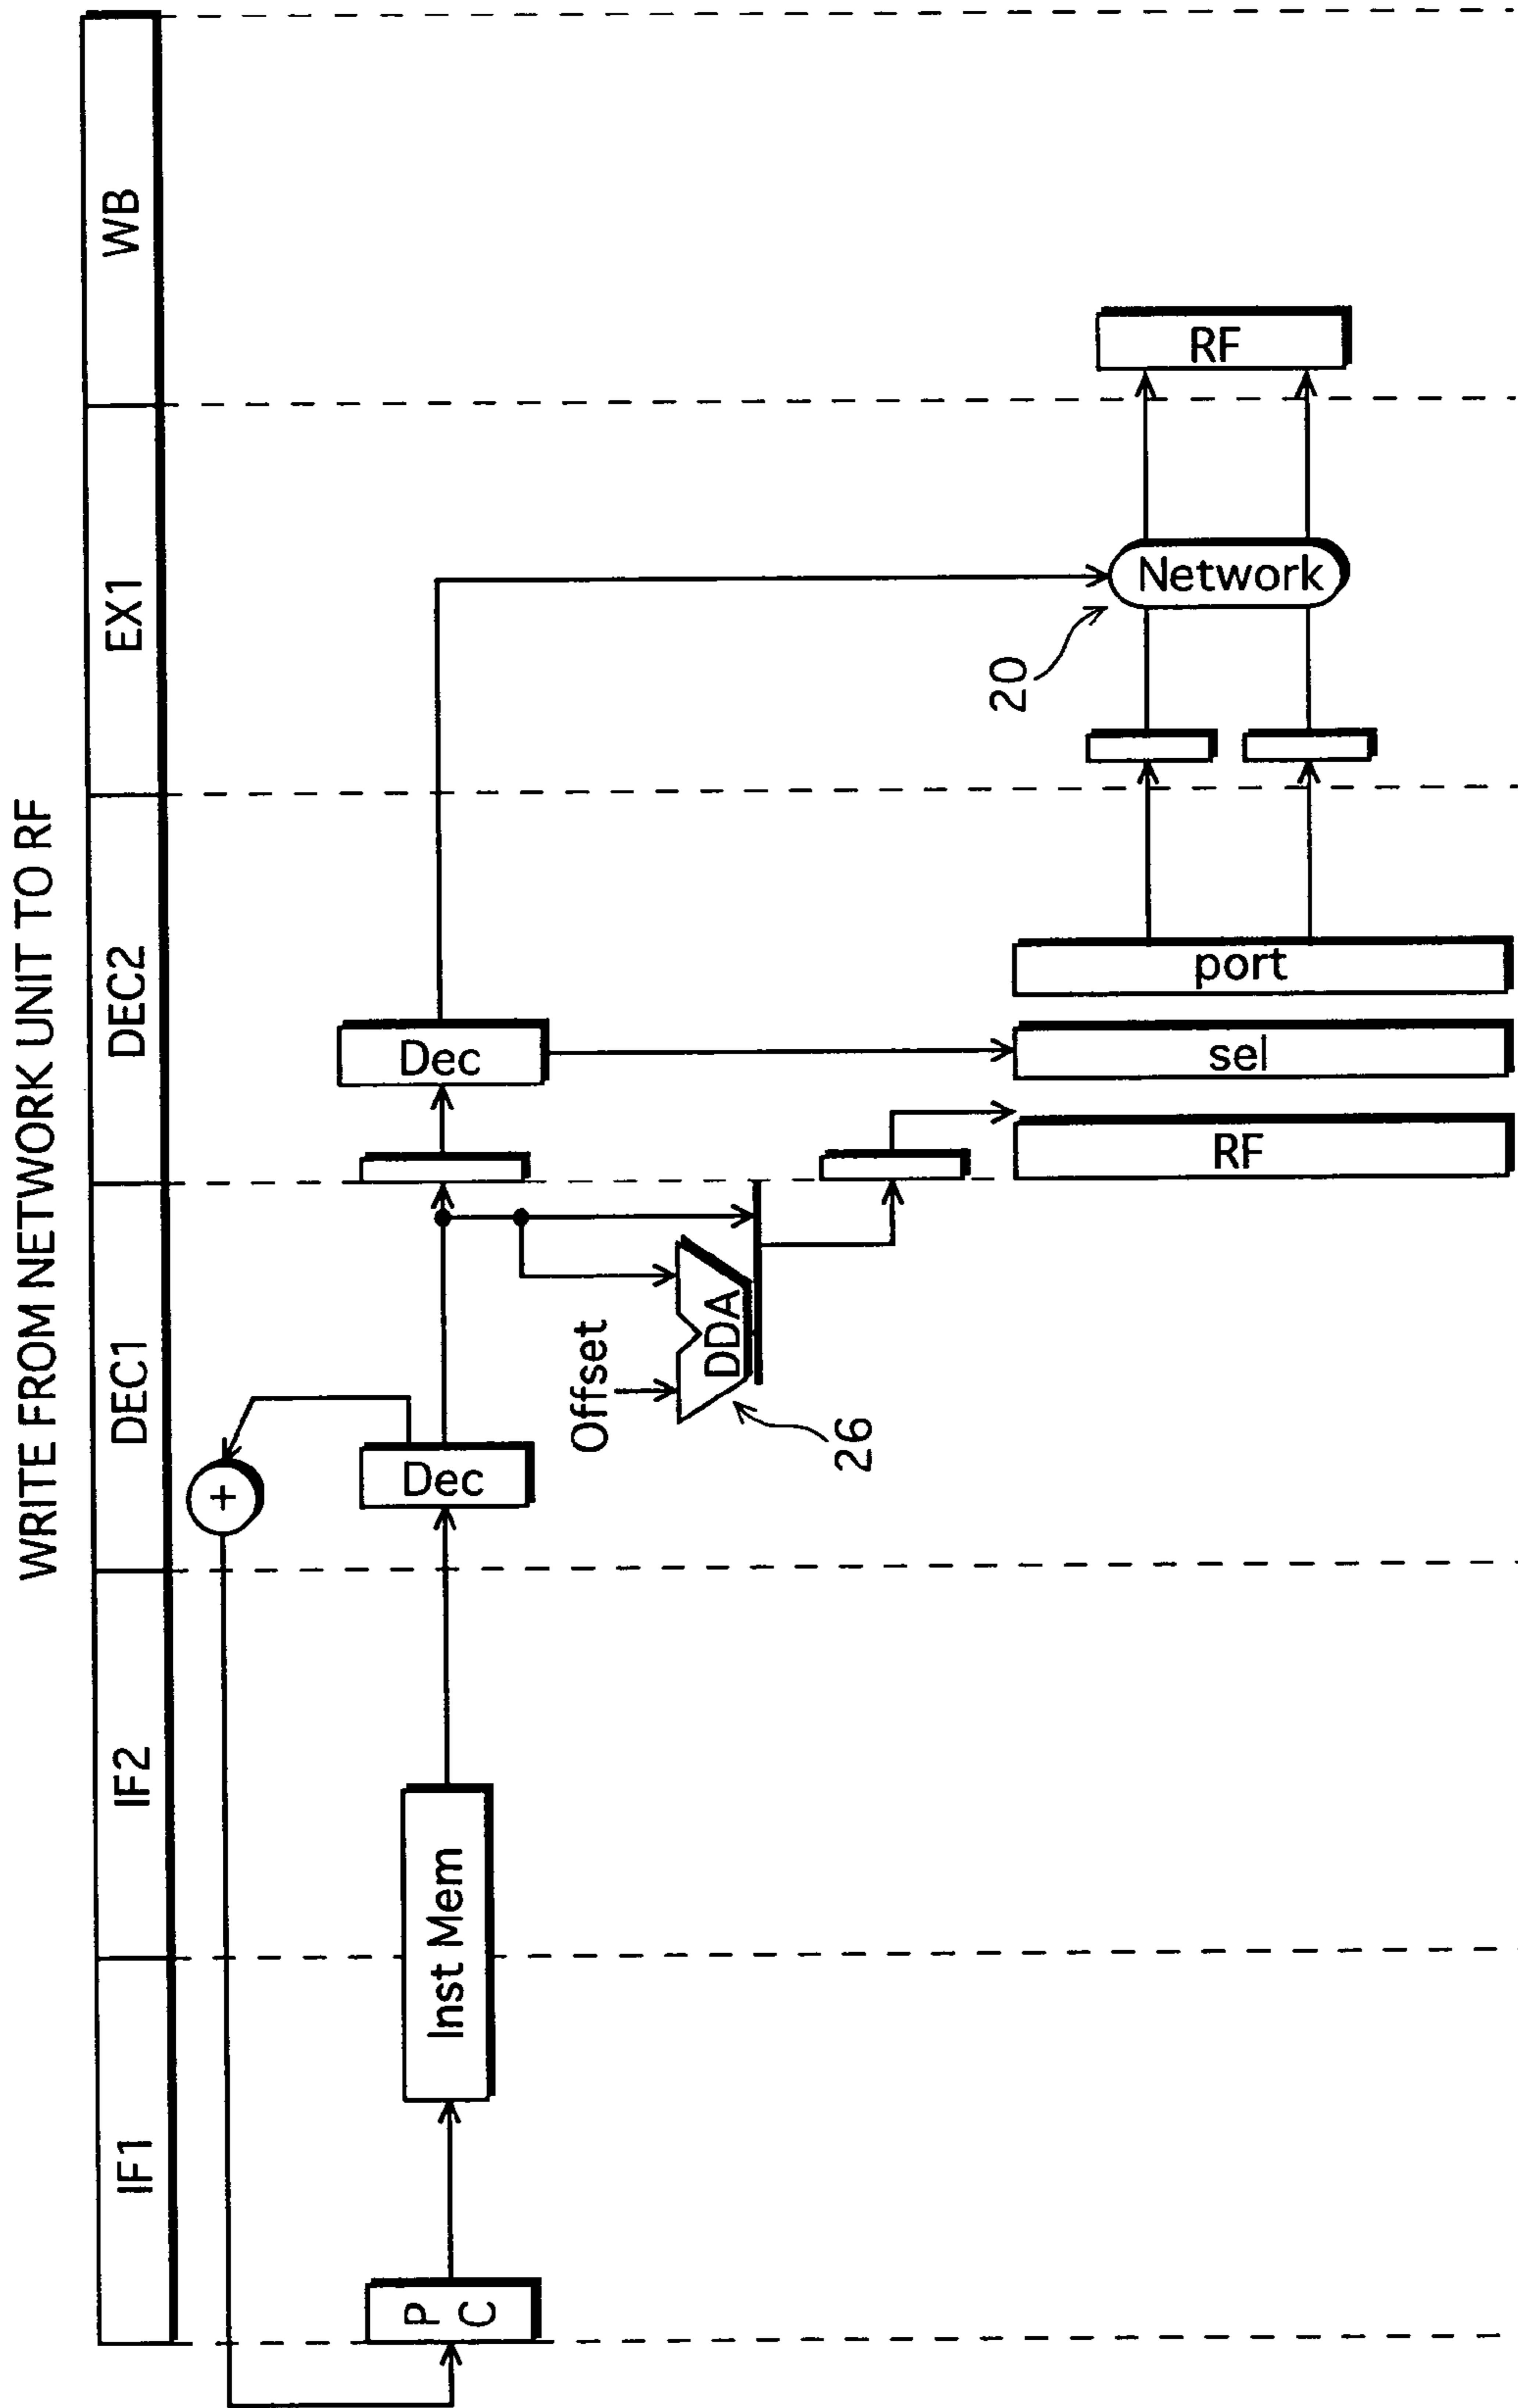 WRITE FROM NETWORK UNIT TO RF
IF1 IF2 DEC1 DEC2 EX1 WB
+
P
C
Inst Mem
Dec
Dec
Offset
DDA
26
RF
sel
port
20
Network
RF